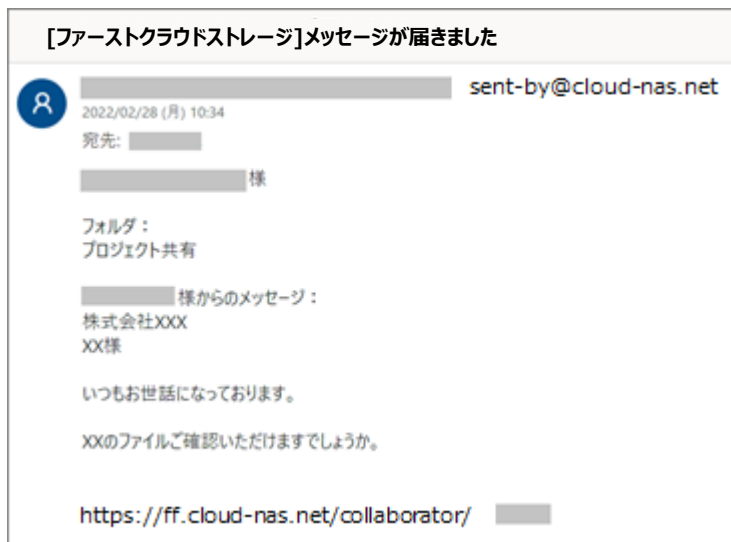 [ファーストクラウドストレージ]メッセージが届きました
sent-by@cloud-nas.net
2022/02/28 (月) 10:34
宛先:
様
フォルダ：
プロジェクト共有
様からのメッセージ：
株式会社XXX
XX様
いつもお世話になっております。
XXのファイルご確認いただけますでしょうか。
https://ff.cloud-nas.net/collaborator/